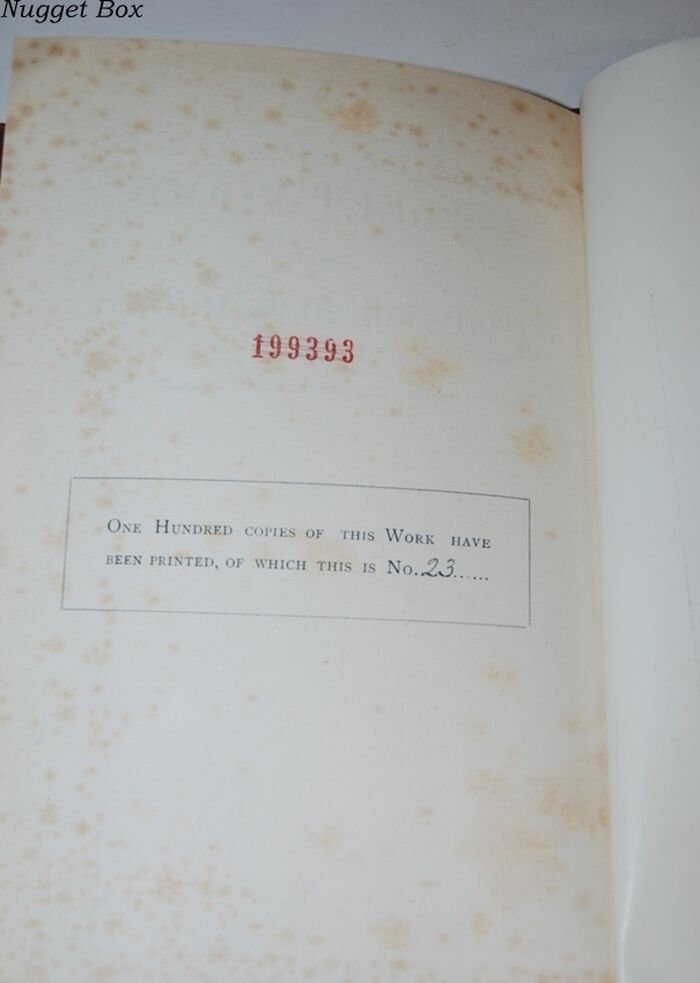 Nugget Box
199393
One Hundred copies of this Work have
been printed, of which this is No. 23......